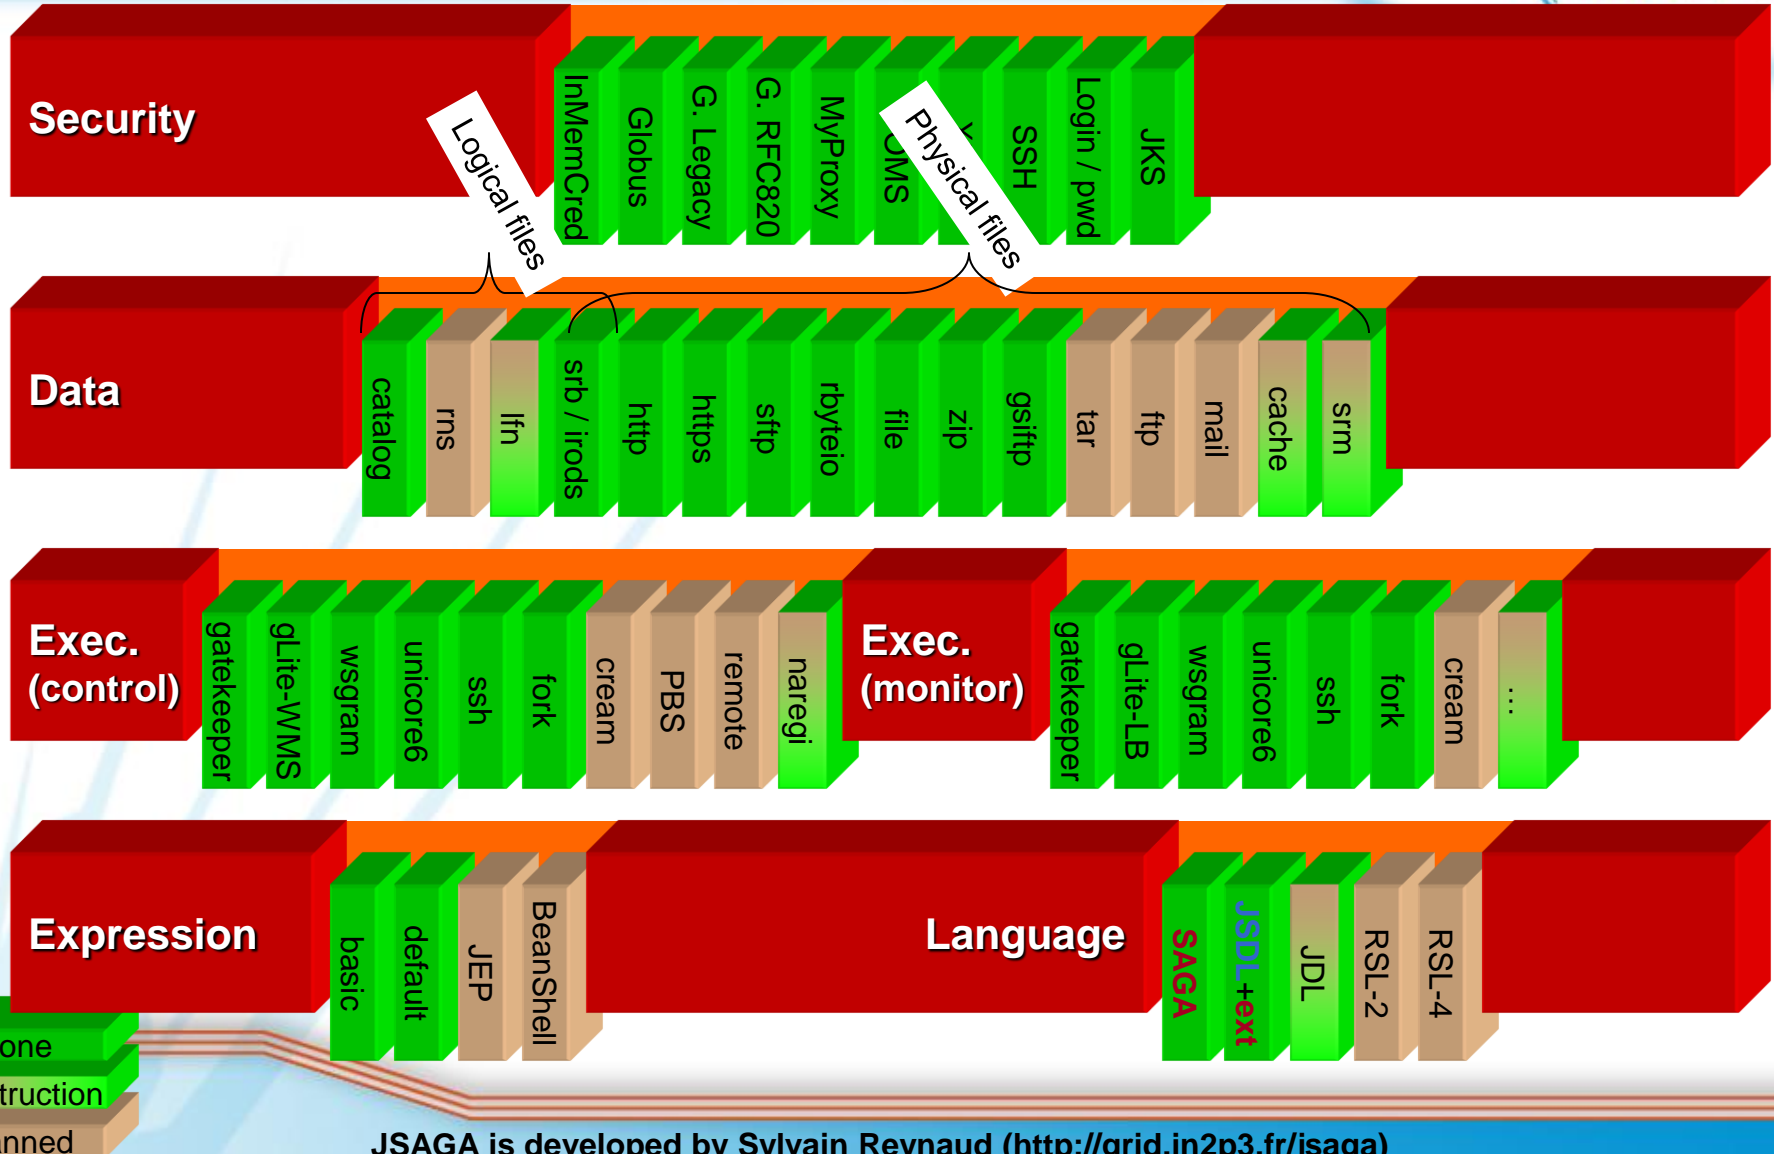 Security
InMemCred
Globus
G. Legacy
G. RFC820
MyProxy
OMS
SSH
Login / pwd
JKS
Logical files
Physical files
Data
catalog
rns
lfn
srb / irods
http
https
sftp
rbyteio
file
zip
gsiftp
tar
ftp
mail
cache
srm
Exec.
(control)
gatekeeper
gLite-WMS
wsgram
unicore6
ssh
fork
cream
PBS
remote
naregi
Exec.
(monitor)
gatekeeper
gLite-LB
wsgram
unicore6
ssh
fork
cream
...
Expression
basic
default
JEP
BeanShell
Language
SAGA
JSDL+ext
JDL
RSL-2
RSL-4
one
truction
nned
JSAGA is developed by Sylvain Reynaud (http://grid.in2p3.fr/jsaga)